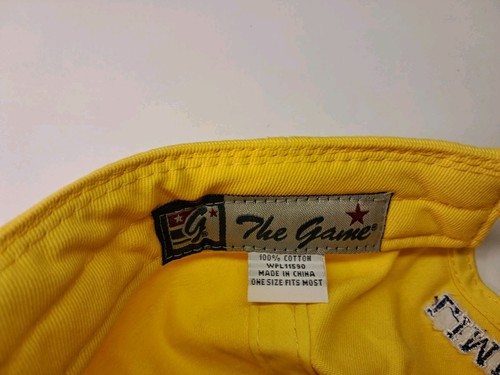 G The Game®
100% COTTON
WPL11590
MADE IN CHINA
ONE SIZE FITS MOST